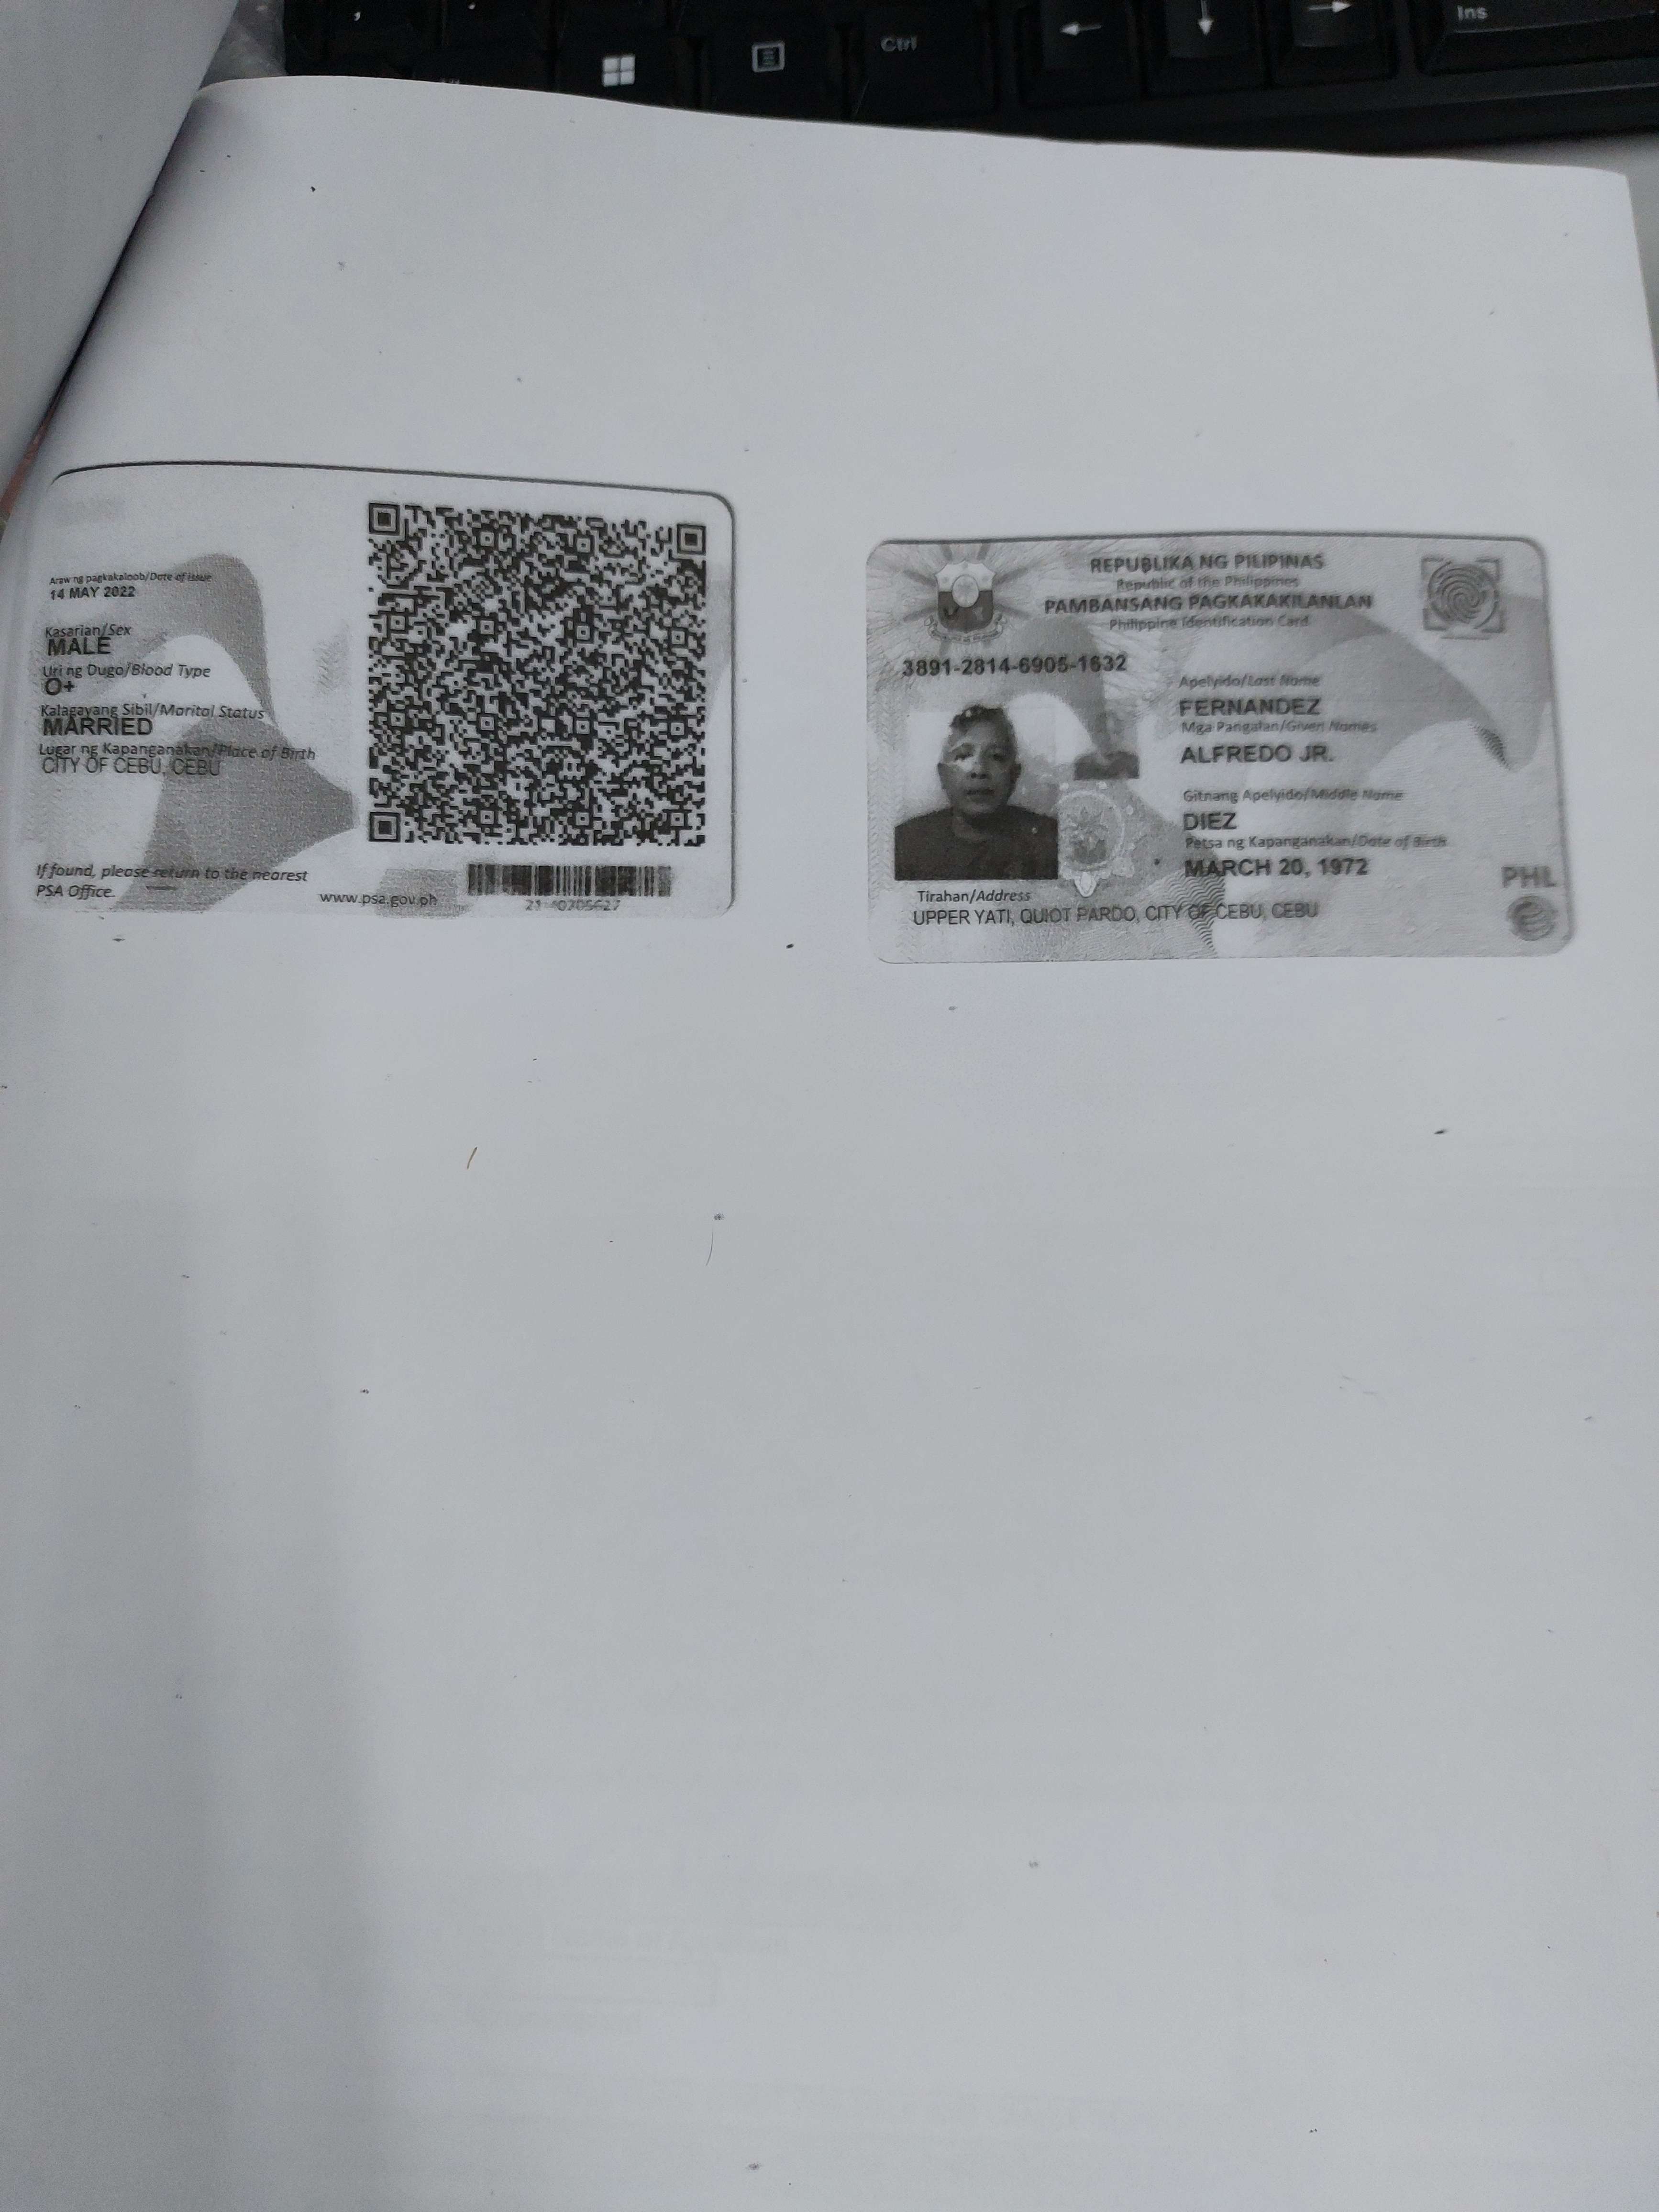 Ins
Ctrl
Araw ng pagkakaloob/Date of Issue
14 MAY 2022
Kasarian/Sex
MALE
Uri ng Dugo/Blood Type
O+
Kalagayang Sibil/Marital Status
MARRIED
Lugar ng Kapanganakan/Place of Birth
CITY OF CEBU, CEBU
If found, please return to the nearest
PSA Office.
www.psa.gov.ph
REPUBLIKA NG PILIPINAS
Republic of the Philippines
PAMBANSANG PAGKAKAKILANLAN
Philippine Identification Card
3891-2814-6905-1632
Apelyido/Last Name
FERNANDEZ
Mga Pangalan/Given Names
ALFREDO JR.
Gitnang Apelyido/Middle Name
DIEZ
Petsa ng Kapanganakan/Date of Birth
MARCH 20, 1972
PHL
Tirahan/Address
UPPER YATI, QUIOT PARDO, CITY OF CEBU, CEBU